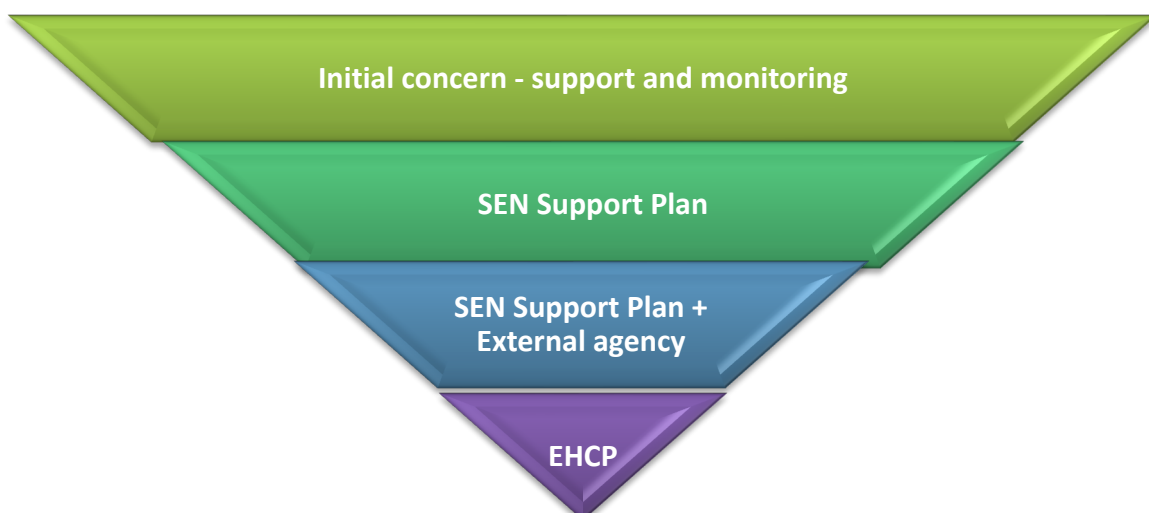 Initial concern - support and monitoring
SEN Support Plan
SEN Support Plan +
External agency
EHCP